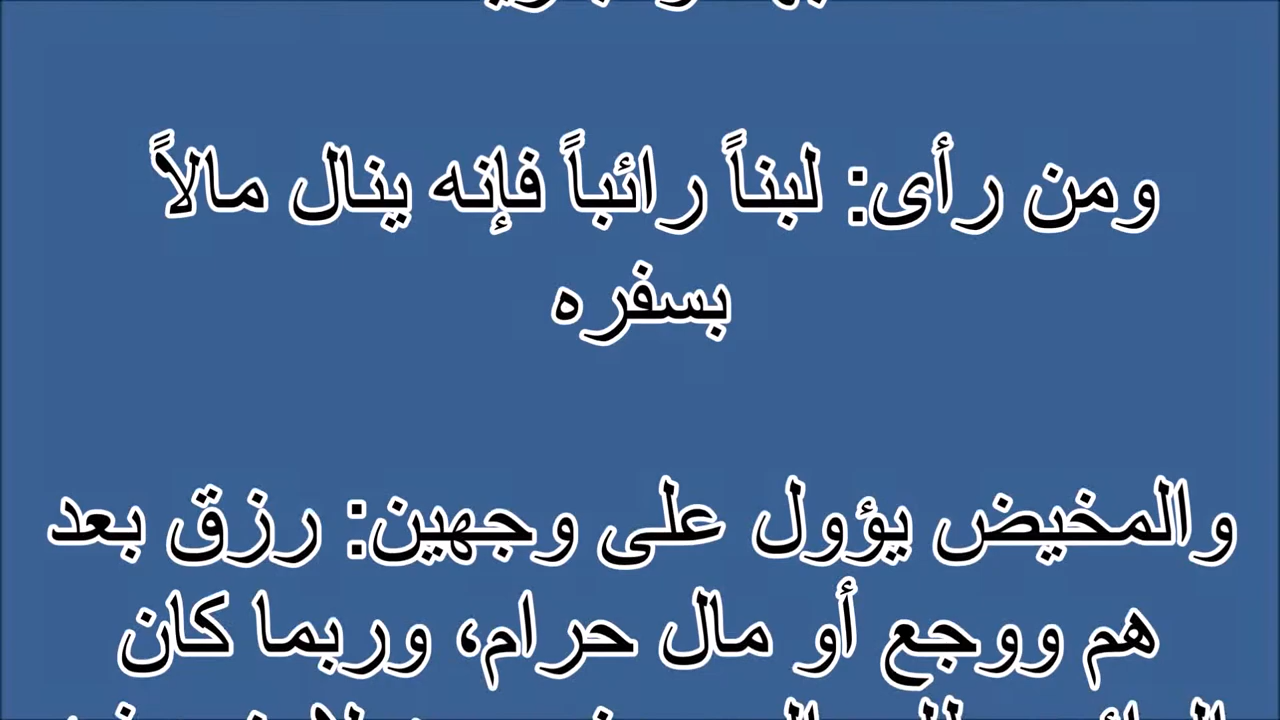 ومن رأى: لبناً رائباً فإنه ينال مالاً
بسفره
والمخيض يؤول على وجهين: رزق بعد
هم ووجع أو مال حرام، وربما كان